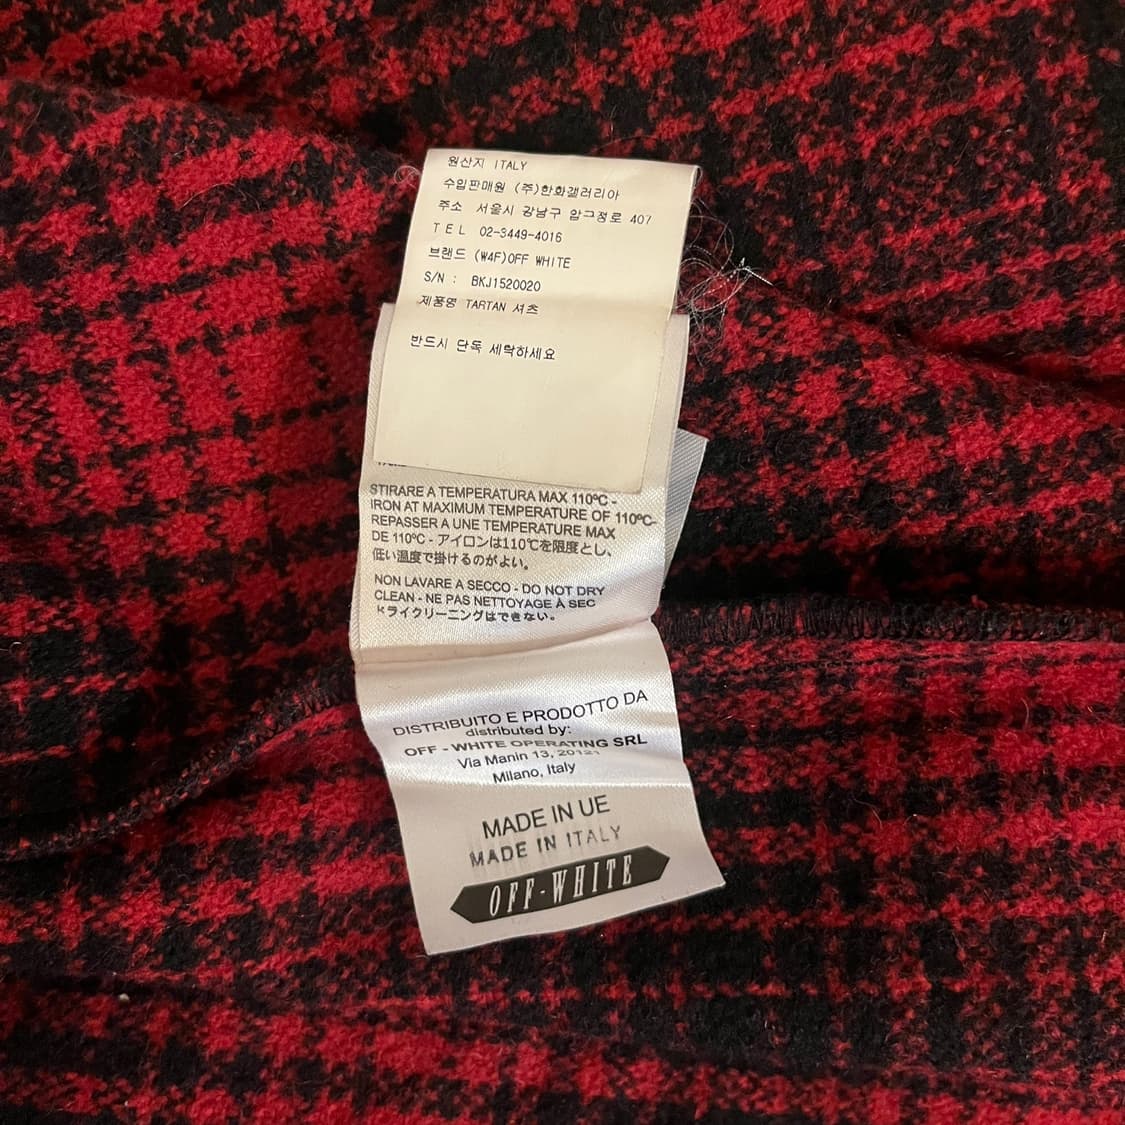 원산지 ITALY
수입판매원 (주)한화갤러리아
주소 서울시 강남구 압구정로 407
TEL 02-3449-4016
브랜드 (W4F)OFF WHITE
S/N : BKJ1520020
제품명 TARTAN 셔츠
반드시 단독 세탁하세요
STIRARE A TEMPERATURA MAX 110ºC -
IRON AT MAXIMUM TEMPERATURE OF 110ºC-
REPASSER A UNE TEMPERATURE MAX
DE 110ºC - アイロンは110℃を限度とし、
低い温度で掛けるのがよい。
NON LAVARE A SECCO - DO NOT DRY
CLEAN - NE PAS NETTOYAGE À SEC
ドライクリーニングはできない。
DISTRIBUITO E PRODOTTO DA
distributed by:
OFF - WHITE OPERATING SRL
Via Manin 13, 20121
Milano, Italy
MADE IN UE
MADE IN ITALY
OFF-WHITE